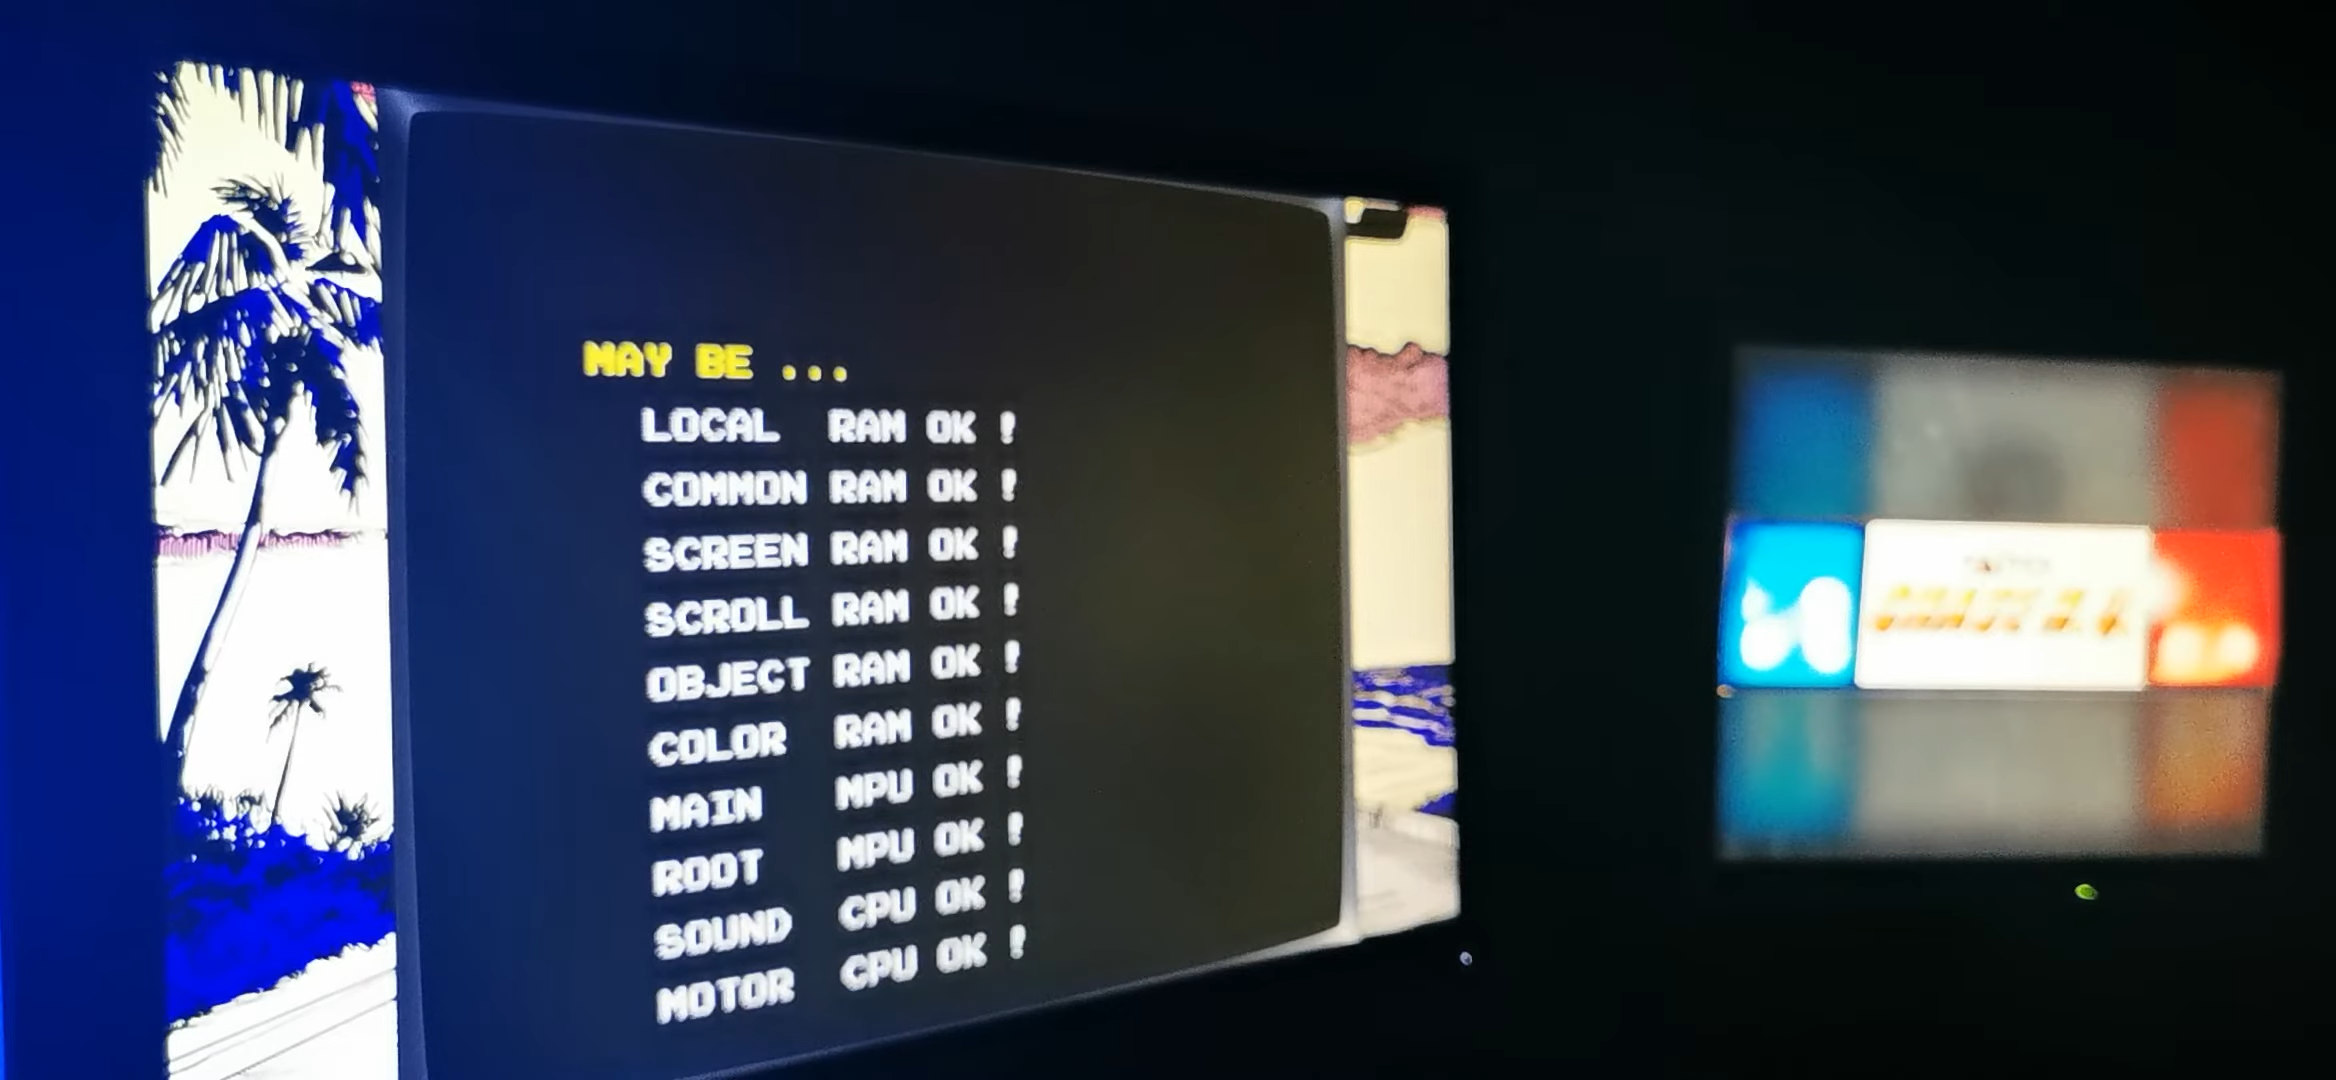 MAY BE ...
LOCAL RAM OK !
COMMON RAM OK !
SCREEN RAM OK !
SCROLL RAM OK !
OBJECT RAM OK !
COLOR RAM OK !
MAIN MPU OK !
ROOT MPU OK !
SOUND CPU OK !
MOTOR CPU OK !